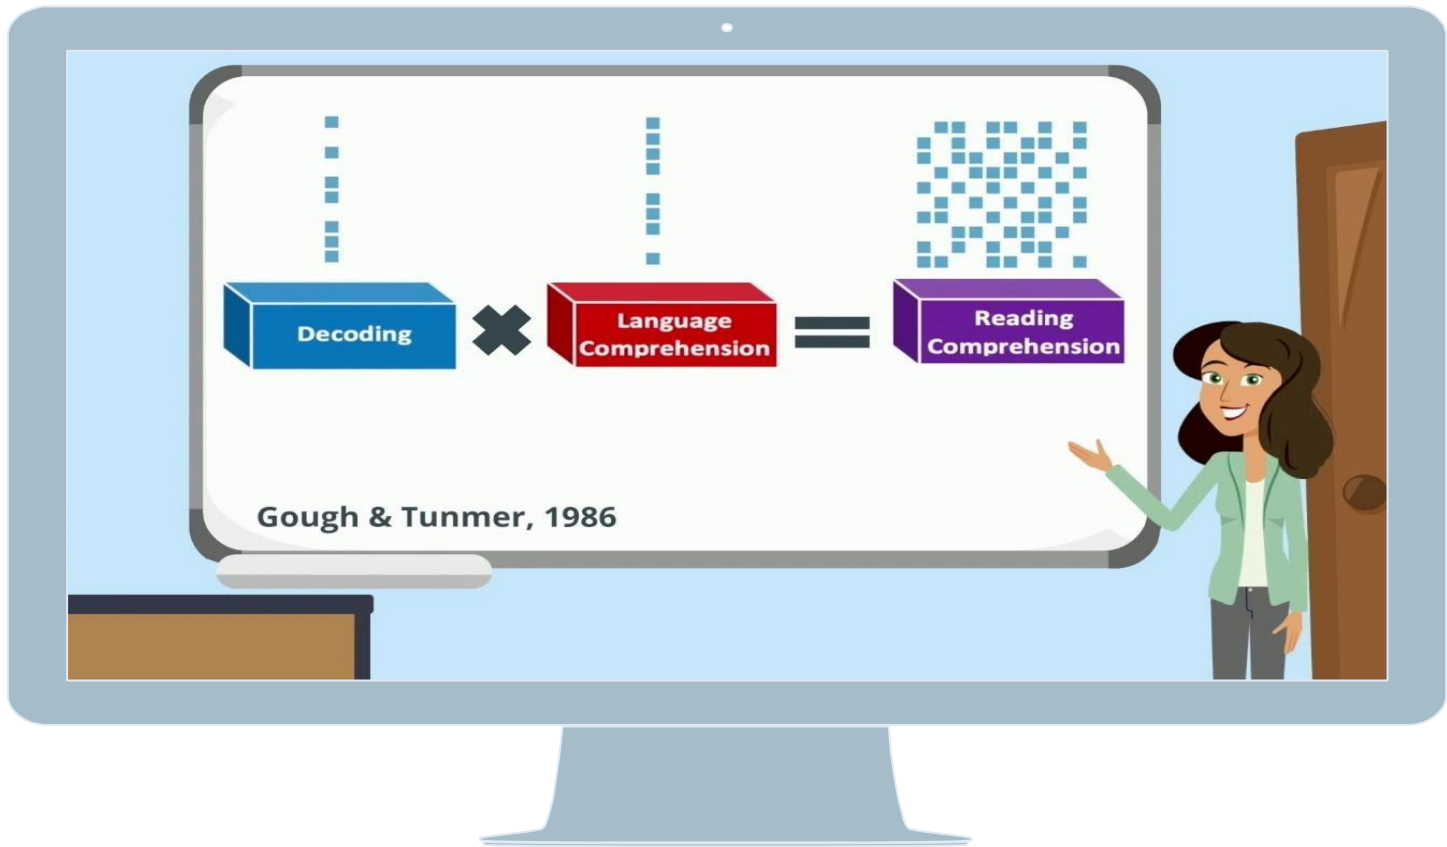 Decoding
Language
Comprehension
Reading
Comprehension
Gough & Tunmer, 1986